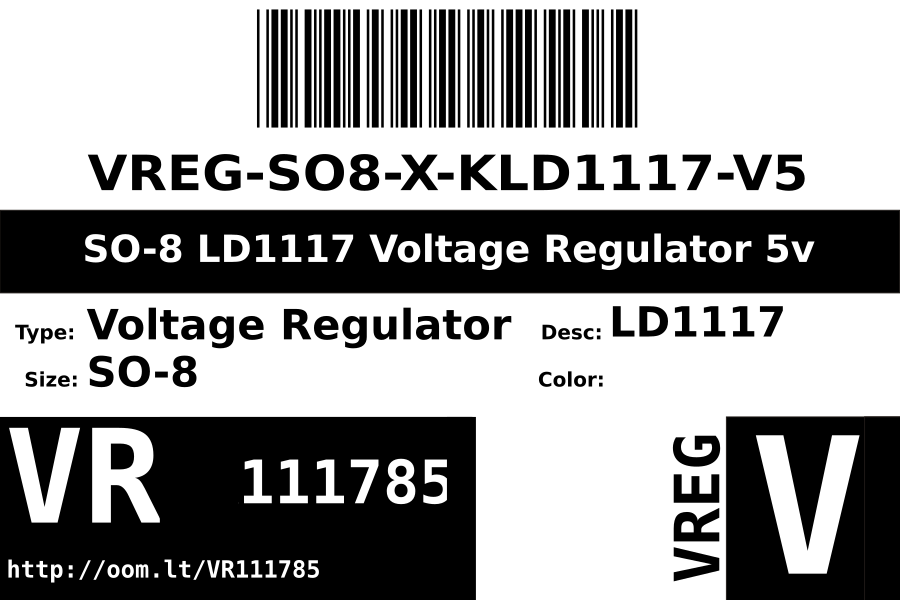 VREG-SO8-X-KLD1117-V5
SO-8 LD1117 Voltage Regulator 5v
Type: Voltage Regulator Desc: LD1117
Size: SO-8 Color:
VR 111785
http://oom.lt/VR111785
VREG
V